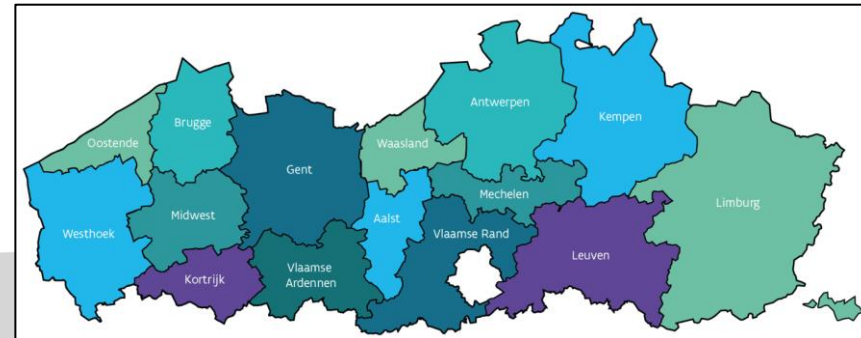 Oostende
Brugge
Gent
Waasland
Antwerpen
Kempen
Westhoek
Midwest
Aalst
Mechelen
Limburg
Kortrijk
Vlaamse
Ardennen
Vlaamse Rand
Leuven